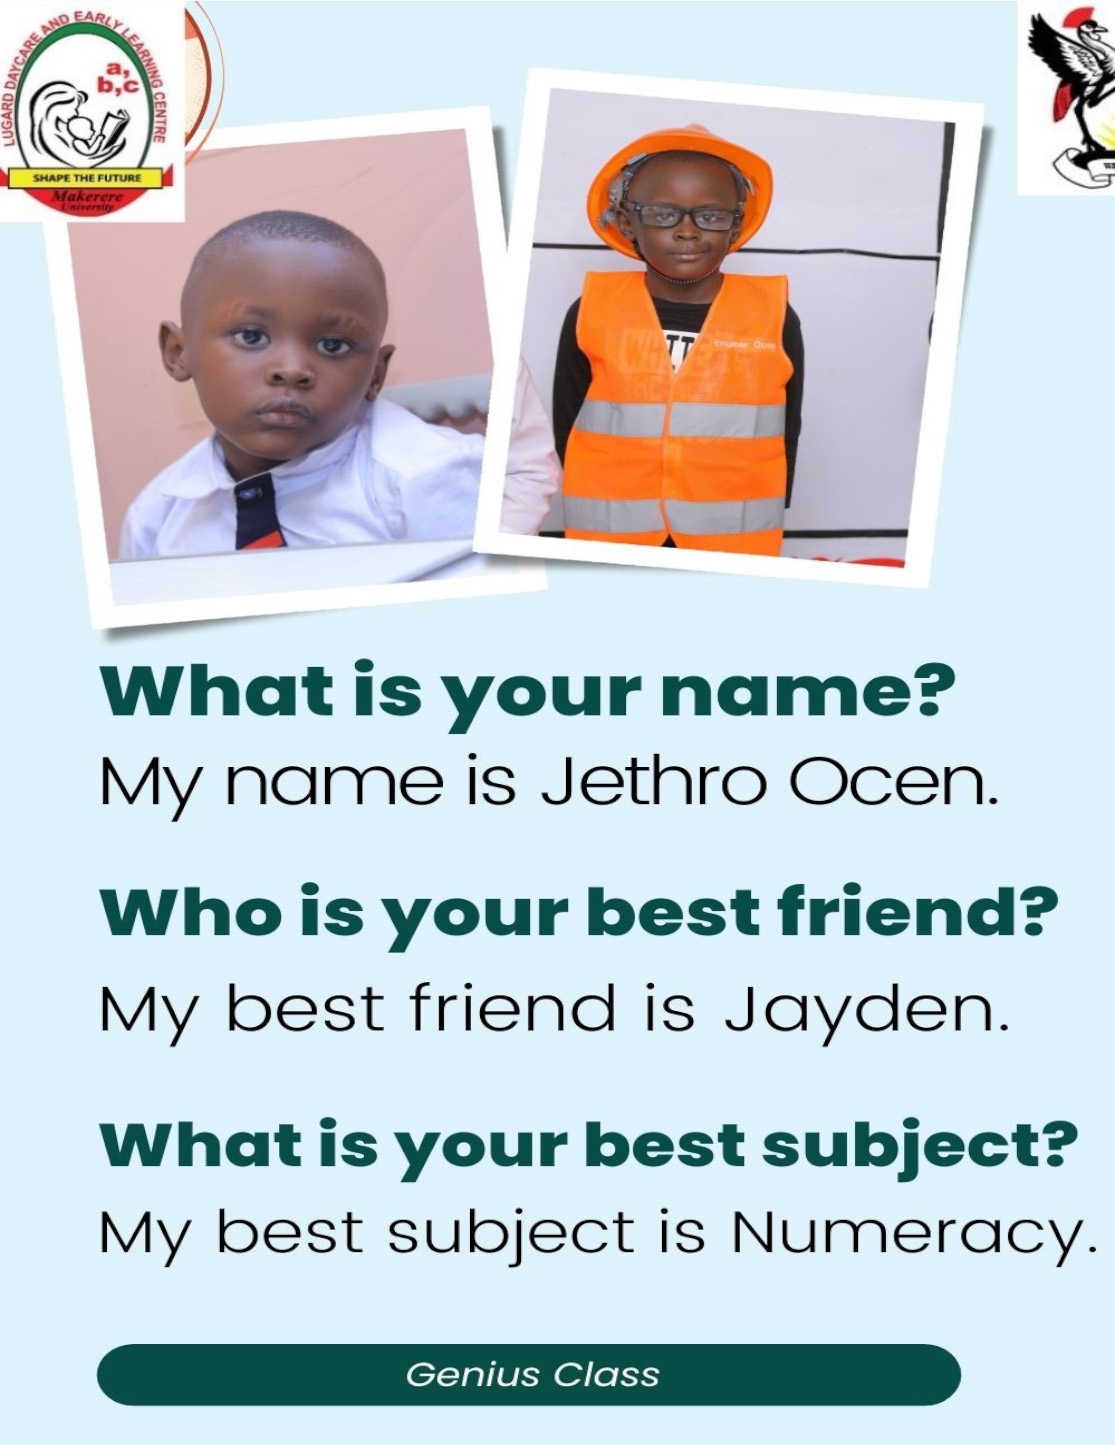 LUGARD DAYCARE AND EARLY LEARNING CENTRE
a,
b,c
SHAPE THE FUTURE
Makerere
University
Engineer Ocen
What is your name?
My name is Jethro Ocen.
Who is your best friend?
My best friend is Jayden.
What is your best subject?
My best subject is Numeracy.
Genius Class